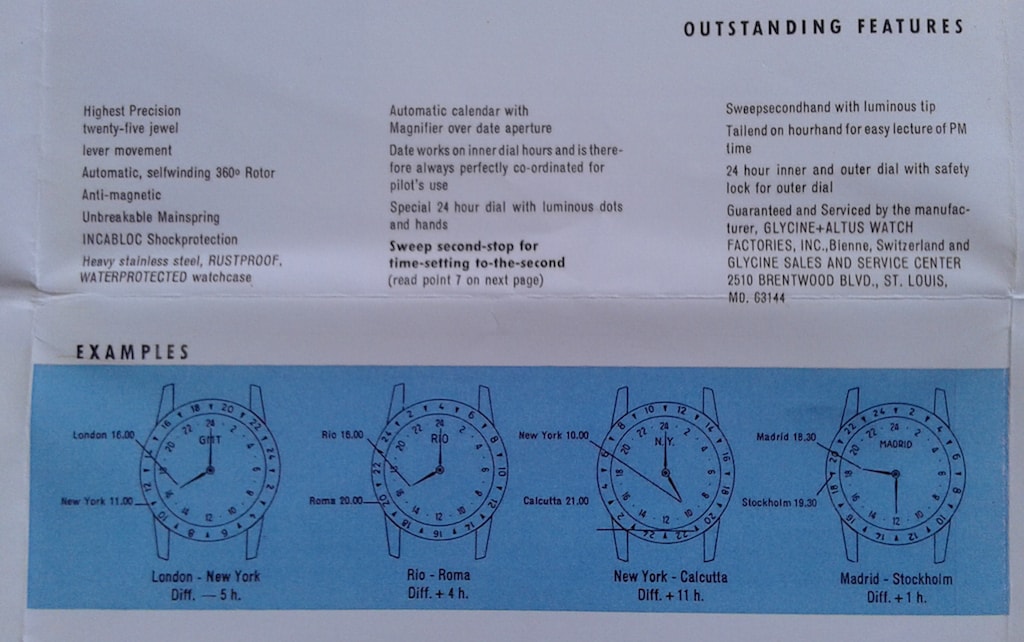 OUTSTANDING FEATURES
Highest Precision
twenty-five jewel
lever movement
Automatic, selfwinding 360º Rotor
Anti-magnetic
Unbreakable Mainspring
INCABLOC Shockprotection
Heavy stainless steel, RUSTPROOF,
WATERPROTECTED watchcase
Automatic calendar with
Magnifier over date aperture
Date works on inner dial hours and is there-
fore always perfectly co-ordinated for
pilot's use
Special 24 hour dial with luminous dots
and hands
Sweep second-stop for
time-setting to-the-second
(read point 7 on next page)
Sweepsecondhand with luminous tip
Tailend on hourhand for easy lecture of PM
time
24 hour inner and outer dial with safety
lock for outer dial
Guaranteed and Serviced by the manufac-
turer, GLYCINE+ALTUS WATCH
FACTORIES, INC., Bienne, Switzerland and
GLYCINE SALES AND SERVICE CENTER
2510 BRENTWOOD BLVD., ST. LOUIS,
MO. 63144
EXAMPLES
London 16.00
GMT
New York 11.00
London - New York
Diff. — 5 h.
Rio 16.00
RIO
Roma 20.00
Rio - Roma
Diff. + 4 h.
New York 10.00
N.Y.
Calcutta 21.00
New York - Calcutta
Diff. + 11 h.
Madrid 18.30
MADRID
Stockholm 19.30
Madrid - Stockholm
Diff. + 1 h.